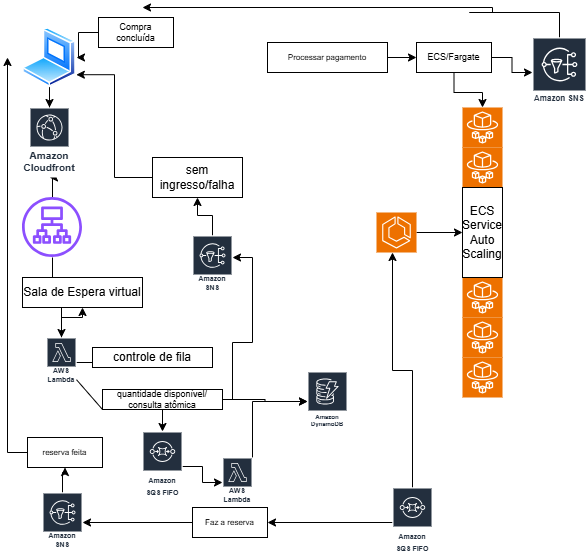 Compra
concluída
Processar pagamento
ECS/Fargate
Amazon SNS
Amazon
Cloudfront
sem
ingresso/falha
ECS
Service
Auto
Scaling
Amazon
SNS
Sala de Espera virtual
AWS
Lambda
controle de fila
quantidade disponível/
consulta atômica
Amazon
DynamoDB
reserva feita
Amazon
SQS FIFO
AWS
Lambda
Amazon
SNS
Faz a reserva
Amazon
SQS FIFO